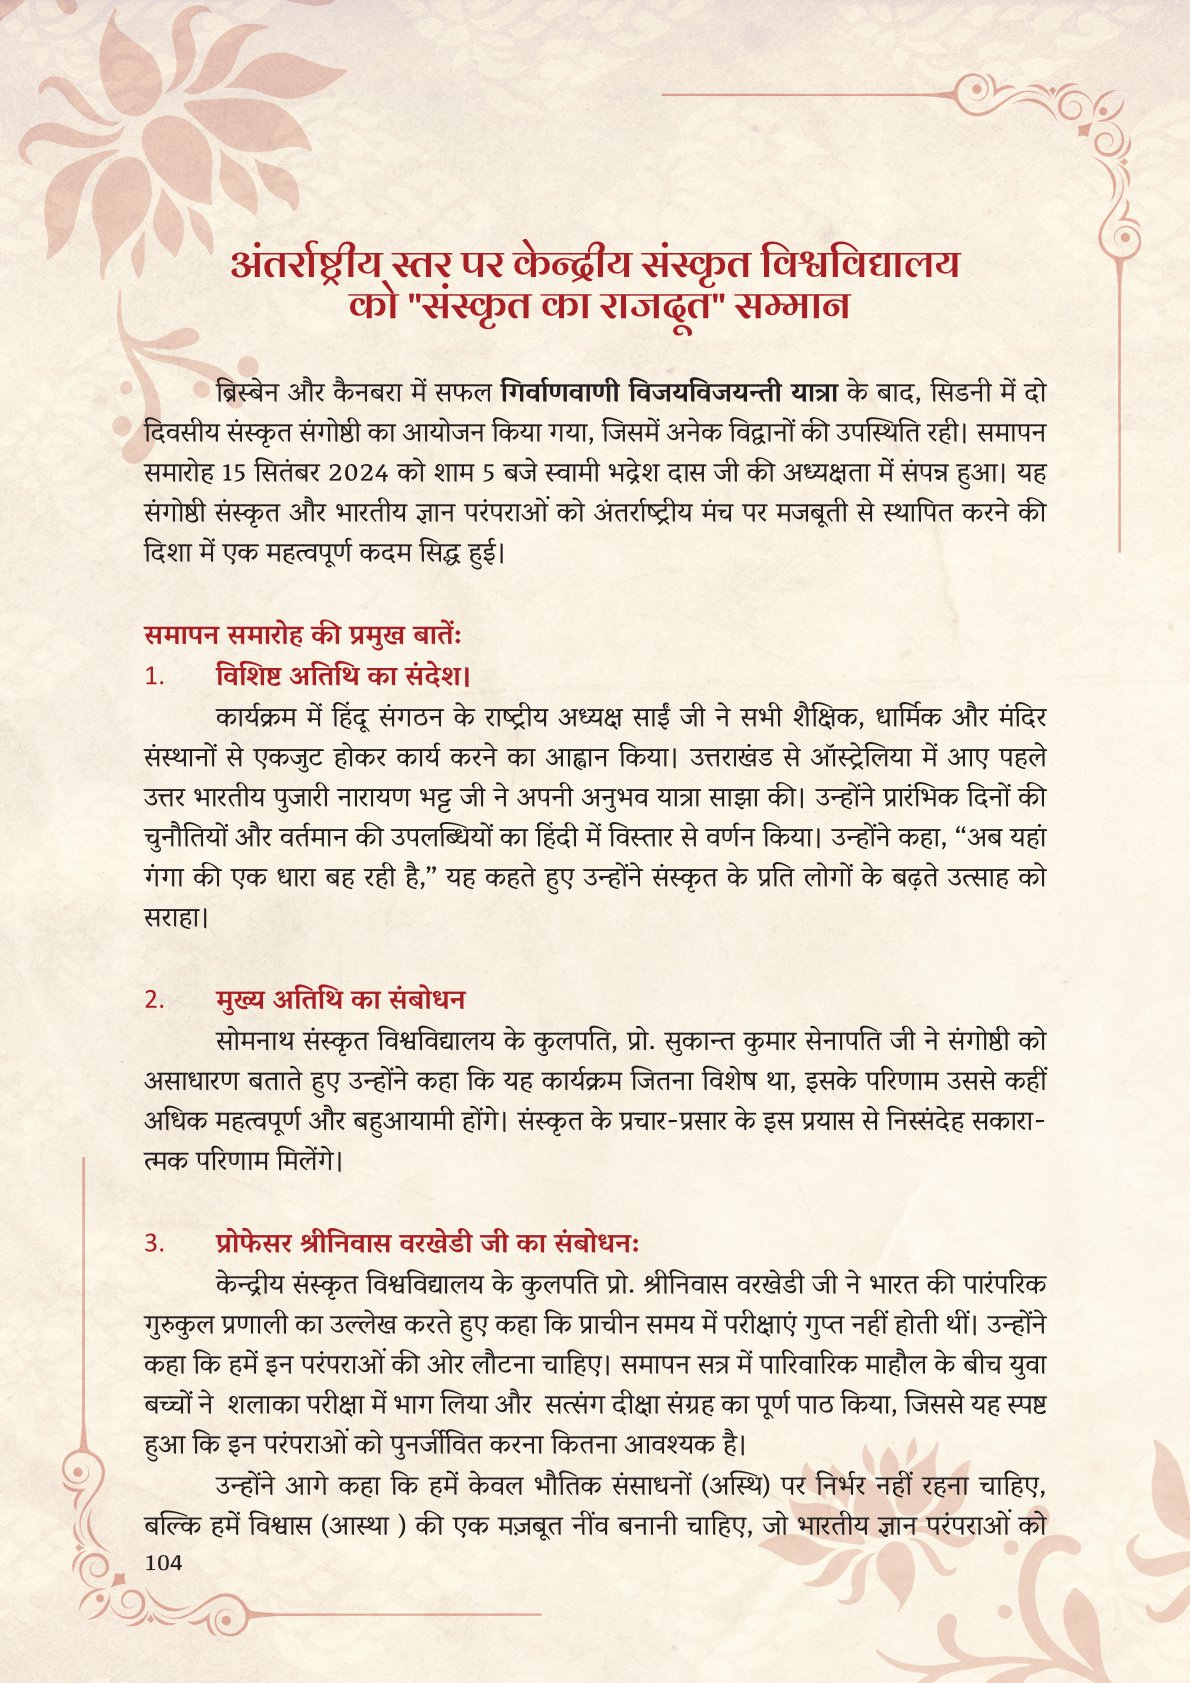 अंतर्राष्ट्रीय स्तर पर केन्द्रीय संस्कृत विश्वविद्यालय
को "संस्कृत का राजदूत" सम्मान
ब्रिस्बेन और कैनबरा में सफल गिर्वाणवाणी विजयविजयन्ती यात्रा के बाद, सिडनी में दो
दिवसीय संस्कृत संगोष्ठी का आयोजन किया गया, जिसमें अनेक विद्वानों की उपस्थिति रही। समापन
समारोह 15 सितंबर 2024 को शाम 5 बजे स्वामी भद्रेश दास जी की अध्यक्षता में संपन्न हुआ। यह
संगोष्ठी संस्कृत और भारतीय ज्ञान परंपराओं को अंतर्राष्ट्रीय मंच पर मजबूती से स्थापित करने की
दिशा में एक महत्वपूर्ण कदम सिद्ध हुई।
समापन समारोह की प्रमुख बातें:
1. विशिष्ट अतिथि का संदेश।
कार्यक्रम में हिंदू संगठन के राष्ट्रीय अध्यक्ष साईं जी ने सभी शैक्षिक, धार्मिक और मंदिर
संस्थानों से एकजुट होकर कार्य करने का आह्वान किया। उत्तराखंड से ऑस्ट्रेलिया में आए पहले
उत्तर भारतीय पुजारी नारायण भट्ट जी ने अपनी अनुभव यात्रा साझा की। उन्होंने प्रारंभिक दिनों की
चुनौतियों और वर्तमान की उपलब्धियों का हिंदी में विस्तार से वर्णन किया। उन्होंने कहा, “अब यहां
गंगा की एक धारा बह रही है,” यह कहते हुए उन्होंने संस्कृत के प्रति लोगों के बढ़ते उत्साह को
सराहा।
2. मुख्य अतिथि का संबोधन
सोमनाथ संस्कृत विश्वविद्यालय के कुलपति, प्रो. सुकान्त कुमार सेनापति जी ने संगोष्ठी को
असाधारण बताते हुए उन्होंने कहा कि यह कार्यक्रम जितना विशेष था, इसके परिणाम उससे कहीं
अधिक महत्वपूर्ण और बहुआयामी होंगे। संस्कृत के प्रचार-प्रसार के इस प्रयास से निस्संदेह सकारा-
त्मक परिणाम मिलेंगे।
3. प्रोफेसर श्रीनिवास वरखेडी जी का संबोधन:
केन्द्रीय संस्कृत विश्वविद्यालय के कुलपति प्रो. श्रीनिवास वरखेडी जी ने भारत की पारंपरिक
गुरुकुल प्रणाली का उल्लेख करते हुए कहा कि प्राचीन समय में परीक्षाएं गुप्त नहीं होती थीं। उन्होंने
कहा कि हमें इन परंपराओं की ओर लौटना चाहिए। समापन सत्र में पारिवारिक माहौल के बीच युवा
बच्चों ने शलाका परीक्षा में भाग लिया और सत्संग दीक्षा संग्रह का पूर्ण पाठ किया, जिससे यह स्पष्ट
हुआ कि इन परंपराओं को पुनर्जीवित करना कितना आवश्यक है।
उन्होंने आगे कहा कि हमें केवल भौतिक संसाधनों (अस्थि) पर निर्भर नहीं रहना चाहिए,
बल्कि हमें विश्वास (आस्था ) की एक मज़बूत नींव बनानी चाहिए, जो भारतीय ज्ञान परंपराओं को
104